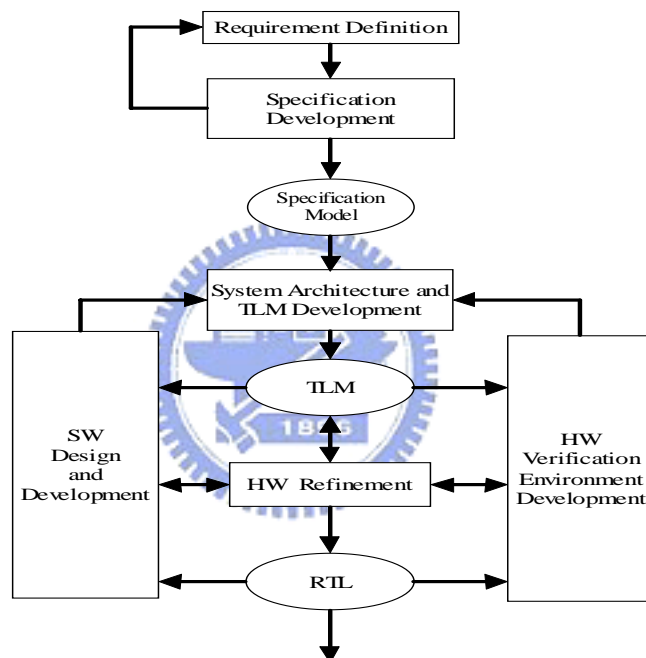 Requirement Definition
Specification
Development
Specification
Model
System Architecture and
TLM Development
TLM
SW
Design
and
Development
HW
Verification
Environment
Development
1896
HW Refinement
RTL